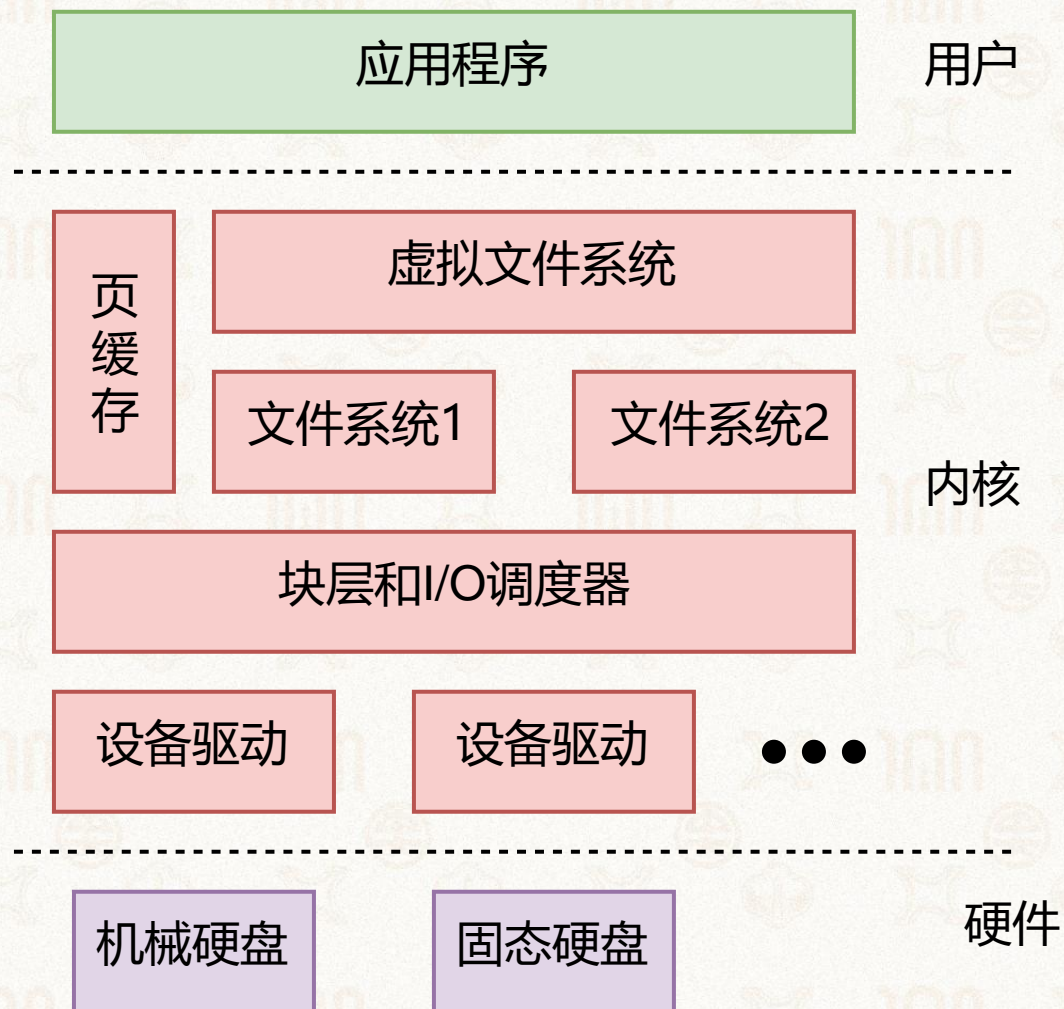 应用程序
用户
页缓存
虚拟文件系统
文件系统1
文件系统2
内核
块层和I/O调度器
设备驱动
设备驱动
•••
机械硬盘
固态硬盘
硬件